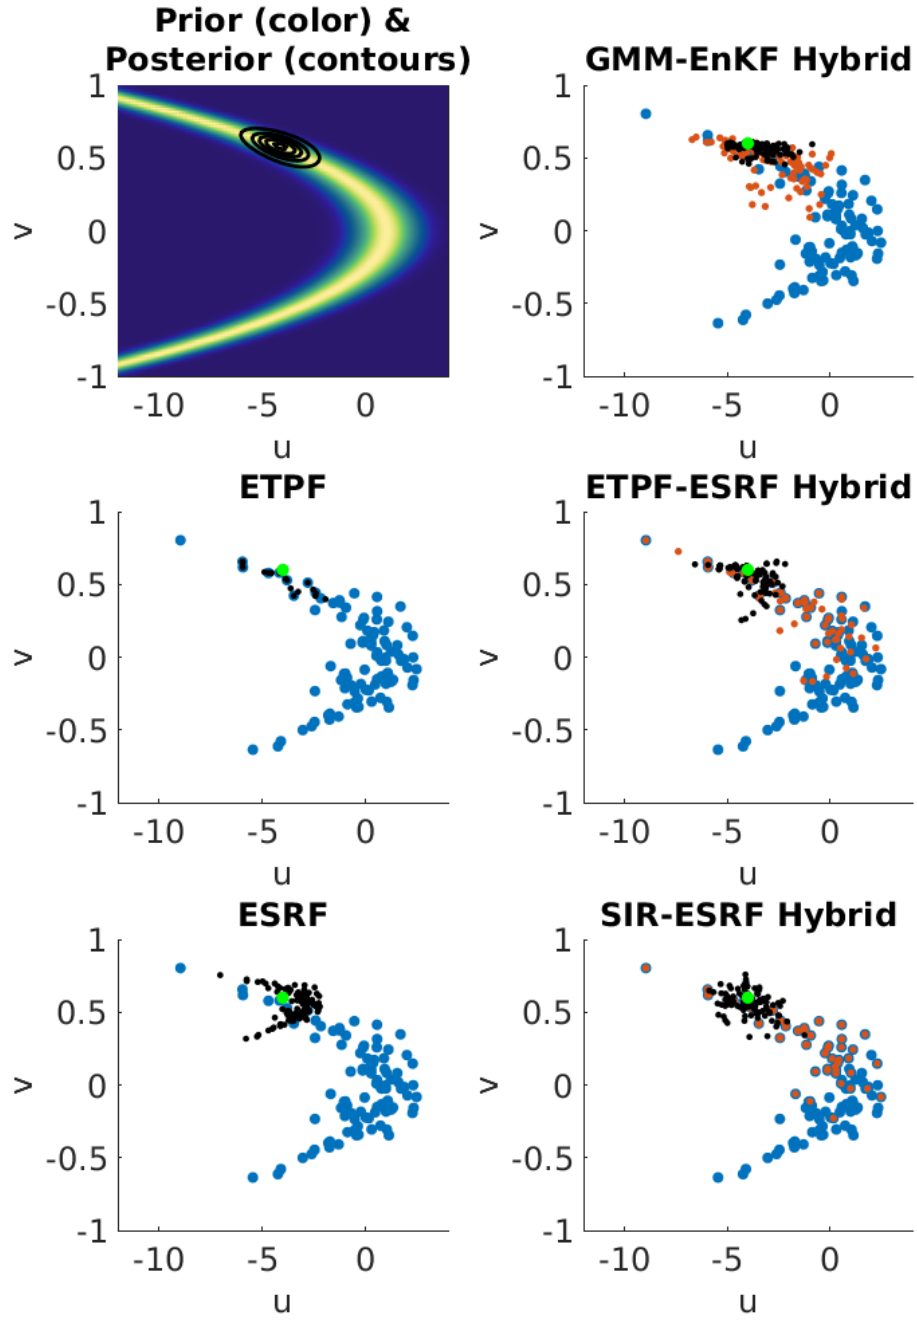 Prior (color) &
Posterior (contours)
1
0.5
0
-0.5
-1
v
-10 -5 0
u
GMM-EnKF Hybrid
1
0.5
0
-0.5
-1
v
-10 -5 0
u
ETPF
1
0.5
0
-0.5
-1
v
-10 -5 0
u
ETPF-ESRF Hybrid
1
0.5
0
-0.5
-1
v
-10 -5 0
u
ESRF
1
0.5
0
-0.5
-1
v
-10 -5 0
u
SIR-ESRF Hybrid
1
0.5
0
-0.5
-1
v
-10 -5 0
u